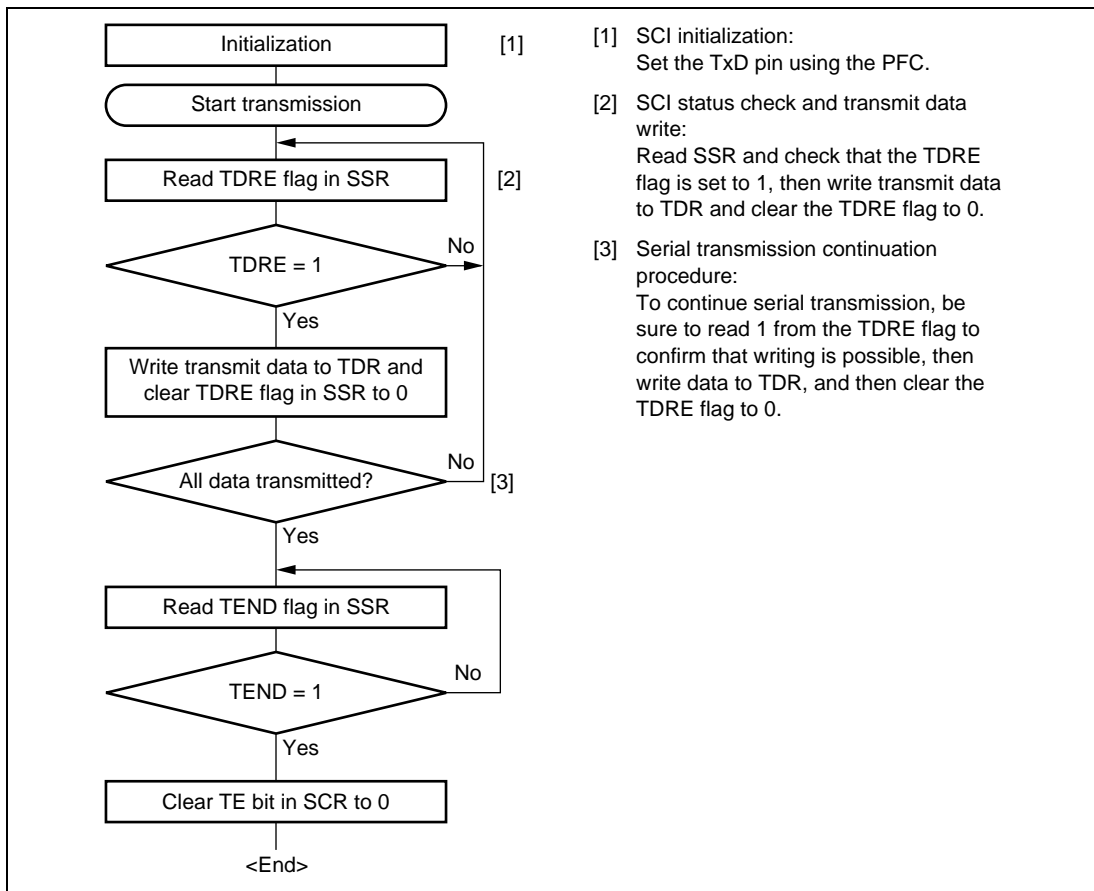 Initialization [1]
Start transmission
Read TDRE flag in SSR [2]
No
TDRE = 1
Yes
Write transmit data to TDR and
clear TDRE flag in SSR to 0
No
All data transmitted? [3]
Yes
Read TEND flag in SSR
No
TEND = 1
Yes
Clear TE bit in SCR to 0
<End>
[1] SCI initialization:
Set the TxD pin using the PFC.
[2] SCI status check and transmit data
write:
Read SSR and check that the TDRE
flag is set to 1, then write transmit data
to TDR and clear the TDRE flag to 0.
[3] Serial transmission continuation
procedure:
To continue serial transmission, be
sure to read 1 from the TDRE flag to
confirm that writing is possible, then
write data to TDR, and then clear the
TDRE flag to 0.